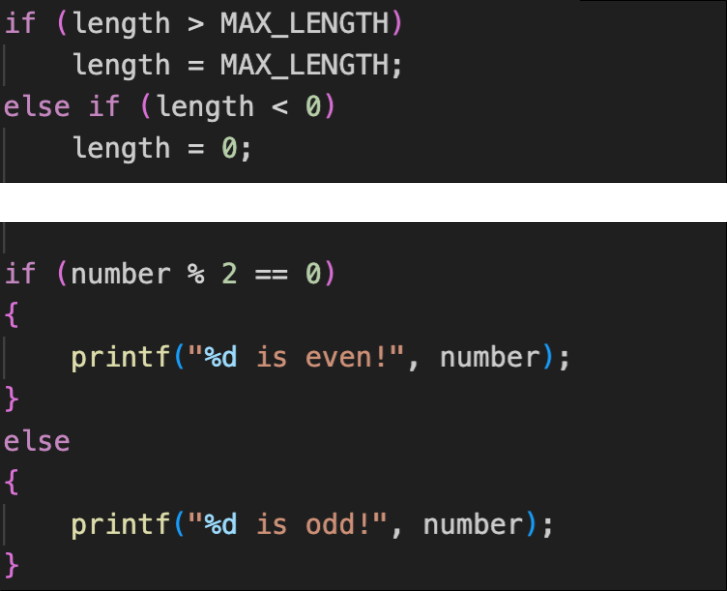 if (length > MAX_LENGTH)
    length = MAX_LENGTH;
else if (length < 0)
    length = 0;
if (number % 2 == 0)
{
    printf("%d is even!", number);
}
else
{
    printf("%d is odd!", number);
}